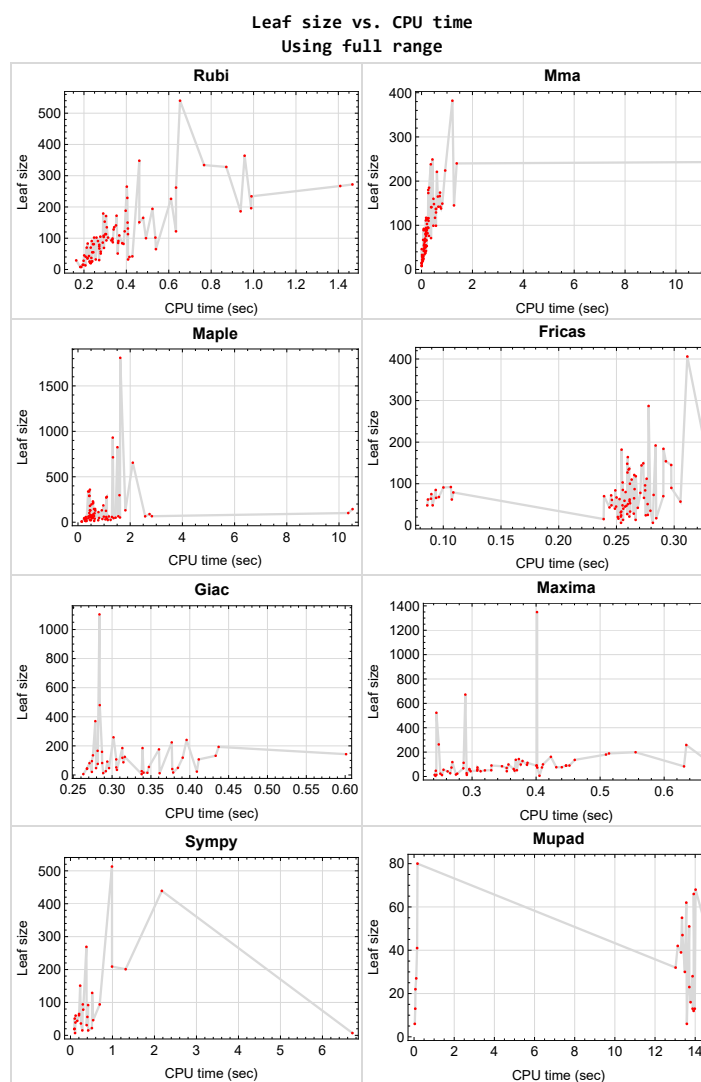 Leaf size vs. CPU time
Using full range
Rubi
Leaf size
500
400
300
200
100
0
0.2 0.4 0.6 0.8 1.0 1.2 1.4
CPU time (sec)
Mma
Leaf size
400
300
200
100
0
0 2 4 6 8 10
CPU time (sec)
Maple
Leaf size
1500
1000
500
0
0 2 4 6 8 10
CPU time (sec)
Fricas
Leaf size
400
300
200
100
0
0.10 0.15 0.20 0.25 0.30
CPU time (sec)
Giac
Leaf size
1000
800
600
400
200
0
0.25 0.30 0.35 0.40 0.45 0.50 0.55 0.60
CPU time (sec)
Maxima
Leaf size
1400
1200
1000
800
600
400
200
0
0.3 0.4 0.5 0.6
CPU time (sec)
Sympy
Leaf size
500
400
300
200
100
0
0 1 2 3 4 5 6
CPU time (sec)
Mupad
Leaf size
80
60
40
20
0
0 2 4 6 8 10 12 14
CPU time (sec)